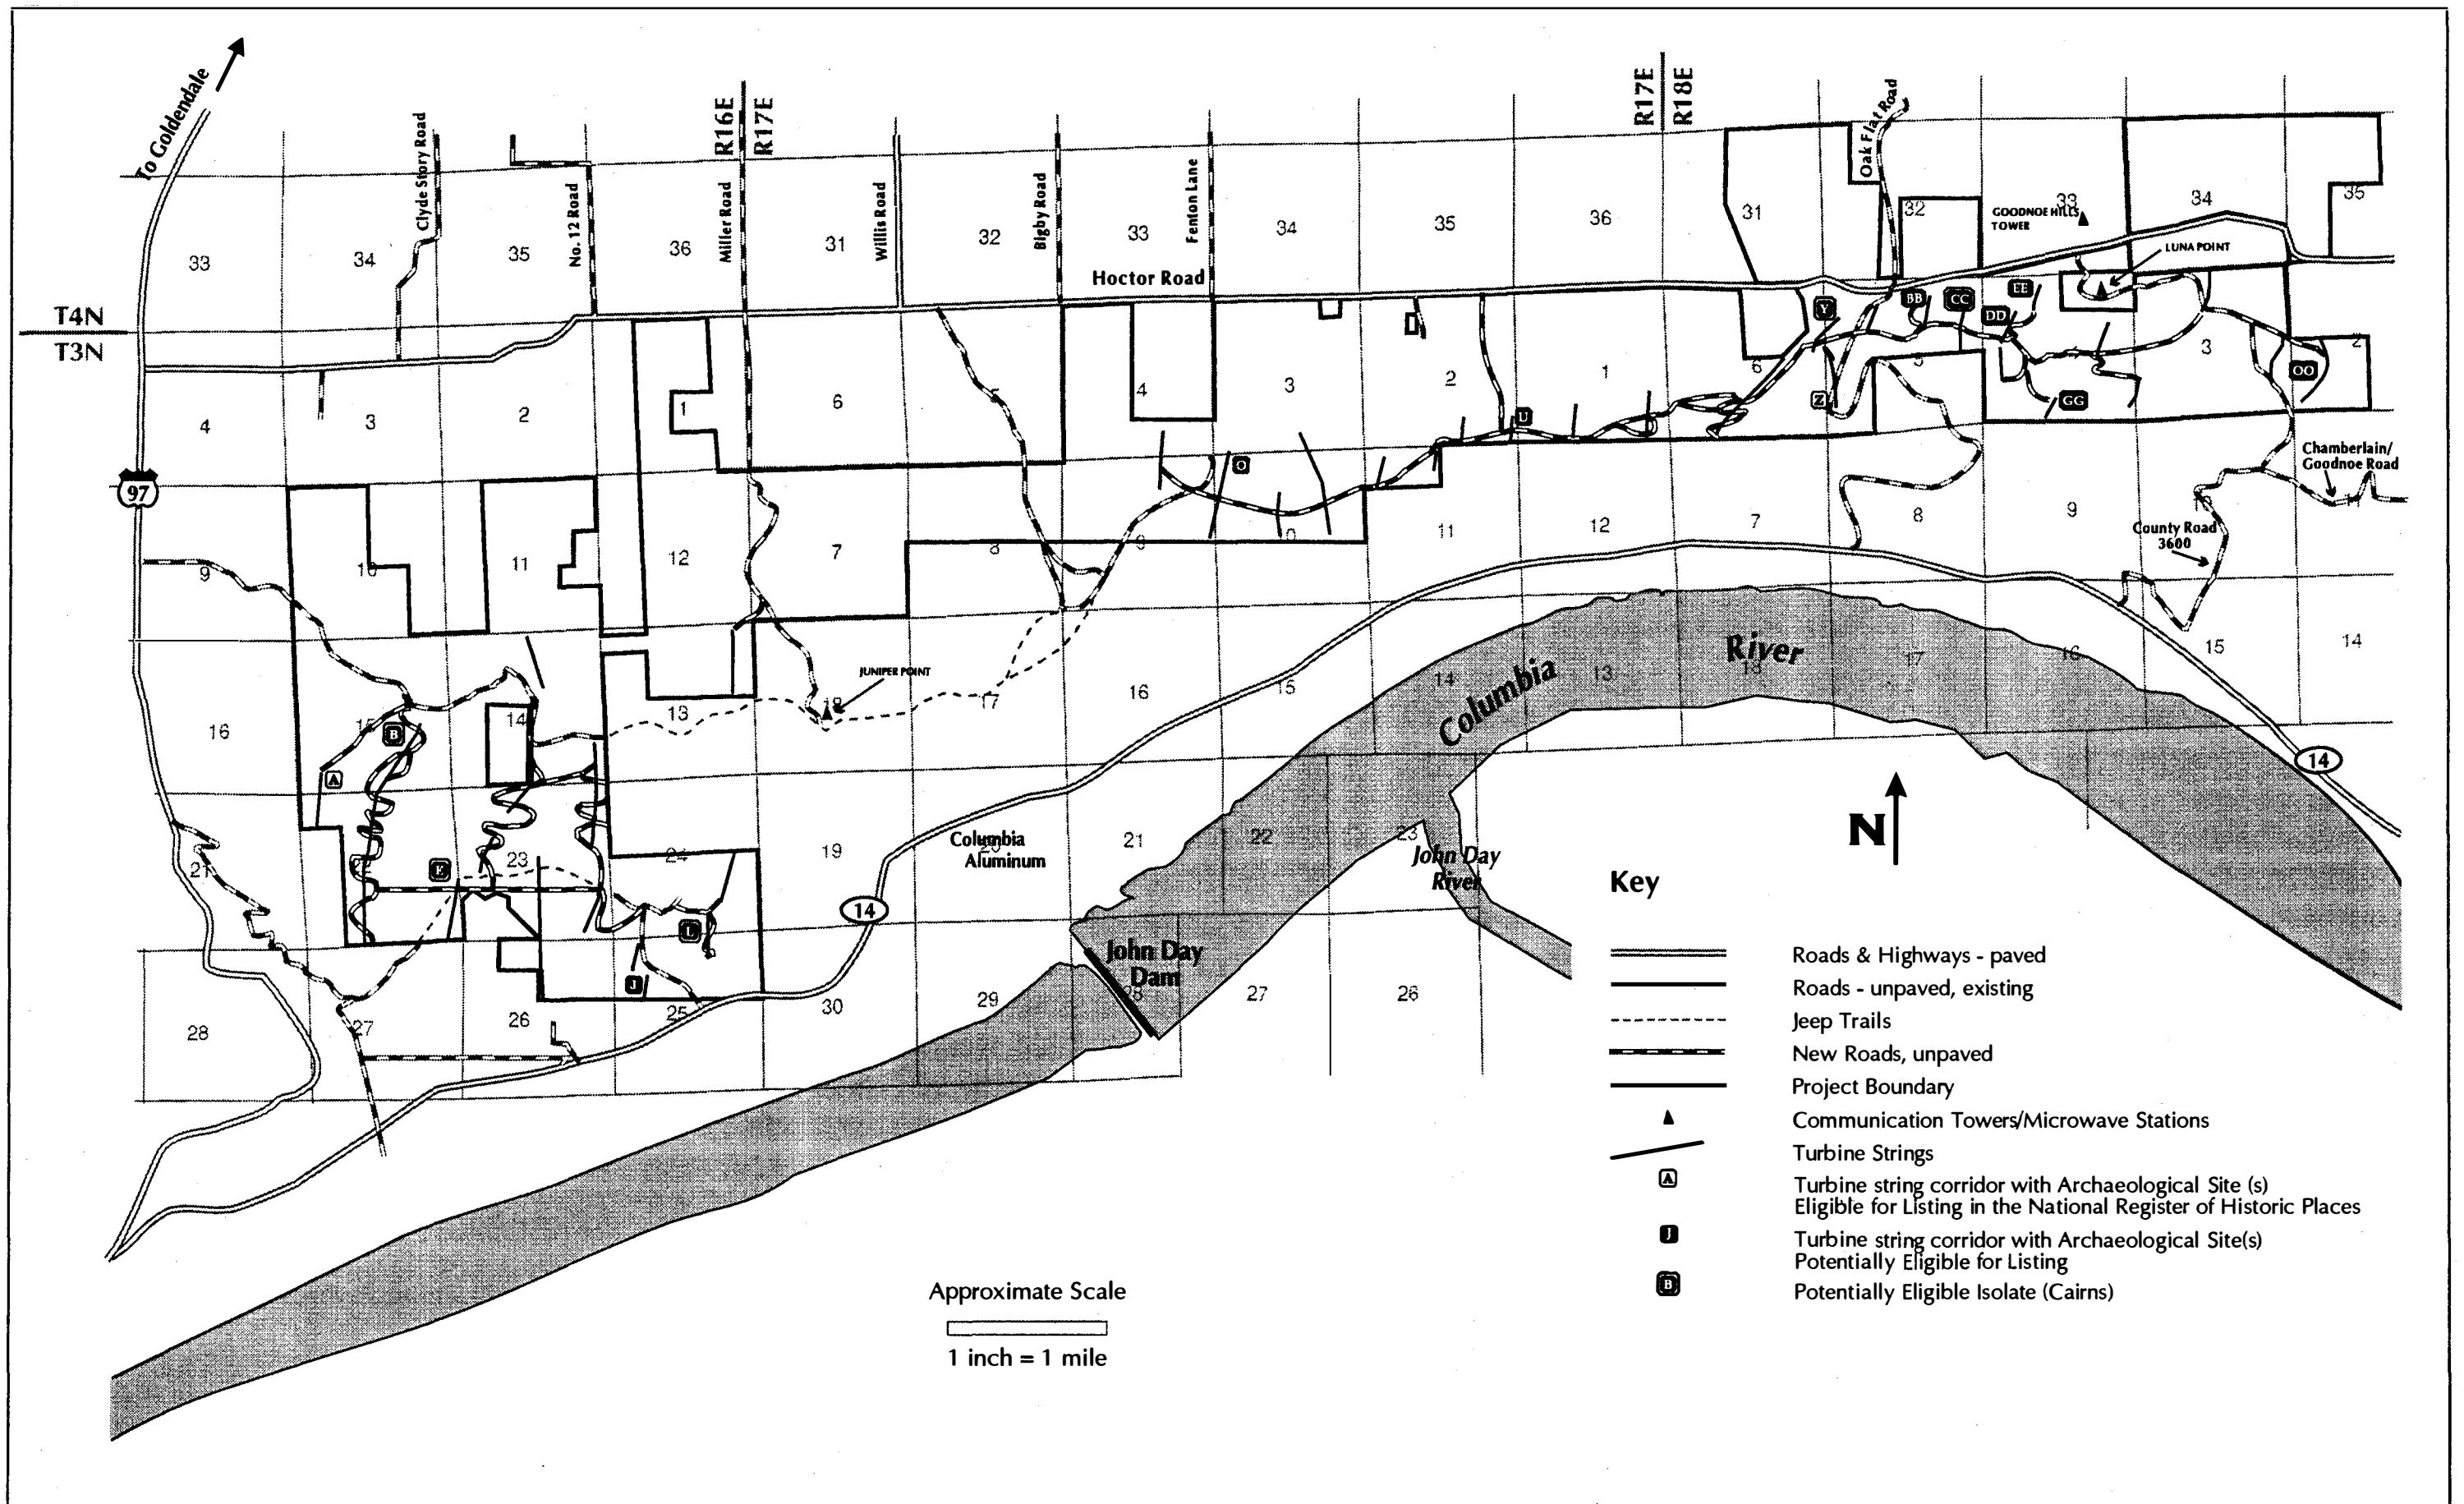 To Goldendale
Clyde Story Road
No. 12 Road
R16E
R17E
Miller Road
Willis Road
Bigby Road
Fenton Lane
R17E
R18E
Oak Flat Road
33
34
35
36
31
32
33
34
35
36
31
32
33
34
35
GOODNOE HILLS
TOWER
LUNA POINT
Hoctor Road
T4N
T3N
Y
BB
CC
DD
EE
4
3
2
1
6
5
4
3
2
1
6
5
3
2
OO
Z
GG
U
O
97
Chamberlain/
Goodnoe Road
County Road
3600
9
10
11
12
7
8
9
11
12
7
8
9
10
11
JUNIPER POINT
16
15
14
13
18
17
16
15
14
13
18
17
16
15
14
B
A
Columbia
River
14
21
E
23
24
19
Columbia
Aluminum
21
22
23
John Day
River
N
14
L
J
John Day
Dam
28
27
26
25
30
29
28
27
26
Key
Roads & Highways - paved
Roads - unpaved, existing
Jeep Trails
New Roads, unpaved
Project Boundary
Communication Towers/Microwave Stations
Turbine Strings
A
Turbine string corridor with Archaeological Site (s)
Eligible for Listing in the National Register of Historic Places
J
Turbine string corridor with Archaeological Site(s)
Potentially Eligible for Listing
B
Potentially Eligible Isolate (Cairns)
Approximate Scale
1 inch = 1 mile